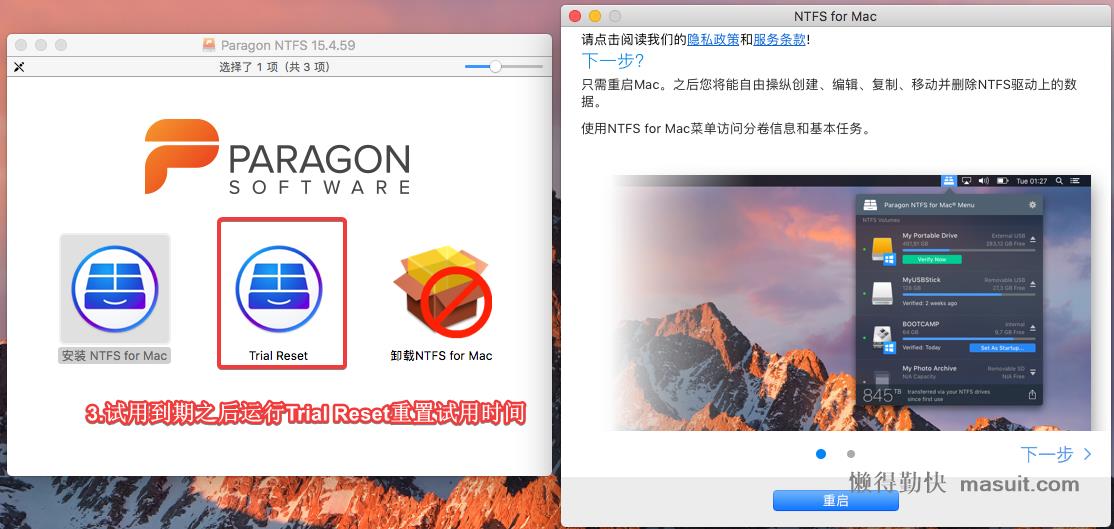 Paragon NTFS 15.4.59
选择了 1 项（共 3 项）
PARAGON
SOFTWARE
安装 NTFS for Mac
Trial Reset
卸载NTFS for Mac
3.试用到期之后运行Trial Reset重置试用时间
NTFS for Mac
请点击阅读我们的隐私政策和服务条款!
下一步?
只需重启Mac。之后您将能自由操纵创建、编辑、复制、移动并删除NTFS驱动上的数
据。
使用NTFS for Mac菜单访问分卷信息和基本任务。
Tue 01:27
Paragon NTFS for Mac® Menu
NTFS Volumes
My Portable Drive External USB
491,91 GB 283,12 GB Free
Verify Now
MyUSBStick Removable USB
128 GB 27,3 GB Free
Verified: 2 weeks ago
BOOTCAMP Internal
64 GB 9,7 GB Free
Verified: Today Set As Startup...
My Photo Archive Removable SD
N/A Capacity N/A Free
845TB transferred via your NTFS drives
since first use
下一步
懒得勤快 masuit.com
重启